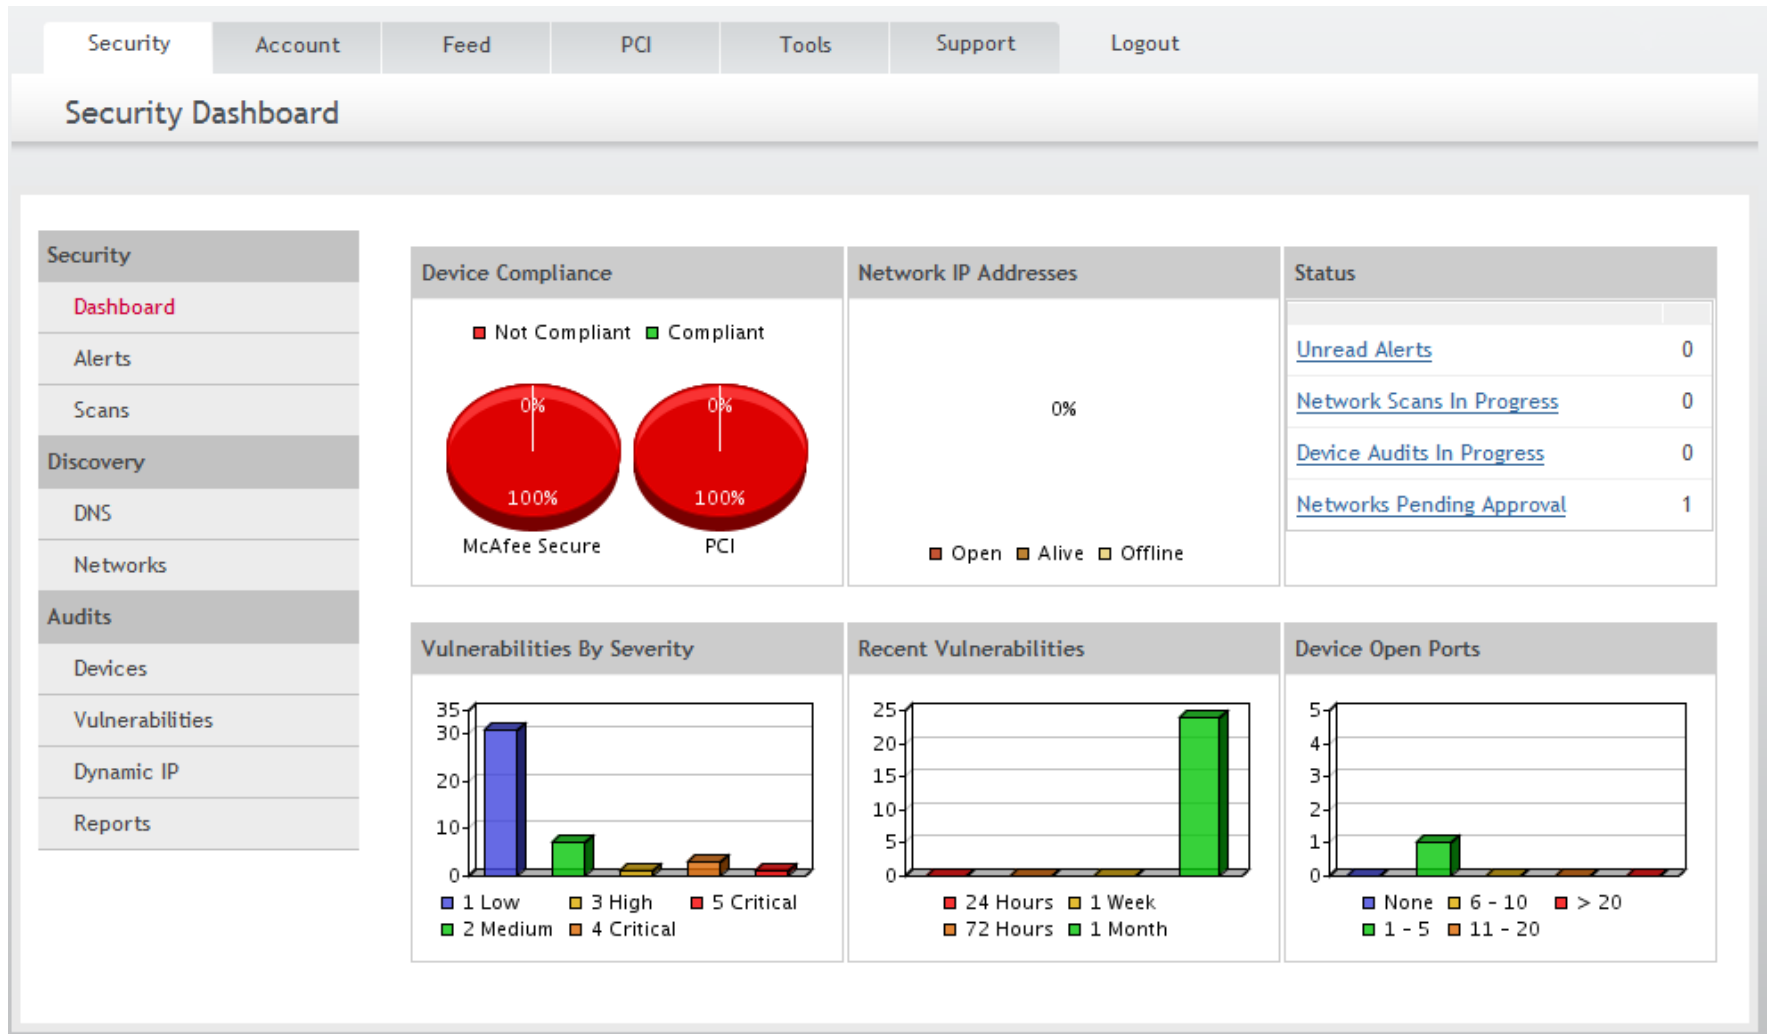 Security Account Feed PCI Tools Support Logout
Security Dashboard
Security
Dashboard
Alerts
Scans
Discovery
DNS
Networks
Audits
Devices
Vulnerabilities
Dynamic IP
Reports
Device Compliance
Not Compliant Compliant
0% 0%
100% 100%
McAfee Secure PCI
Network IP Addresses
0%
Open Alive Offline
Status
Unread Alerts 0
Network Scans In Progress 0
Device Audits In Progress 0
Networks Pending Approval 1
Vulnerabilities By Severity
35
30
20
10
0
1 Low 3 High 5 Critical
2 Medium 4 Critical
Recent Vulnerabilities
25
20
15
10
5
0
24 Hours 1 Week
72 Hours 1 Month
Device Open Ports
5
4
3
2
1
0
None 6 - 10 > 20
1 - 5 11 - 20